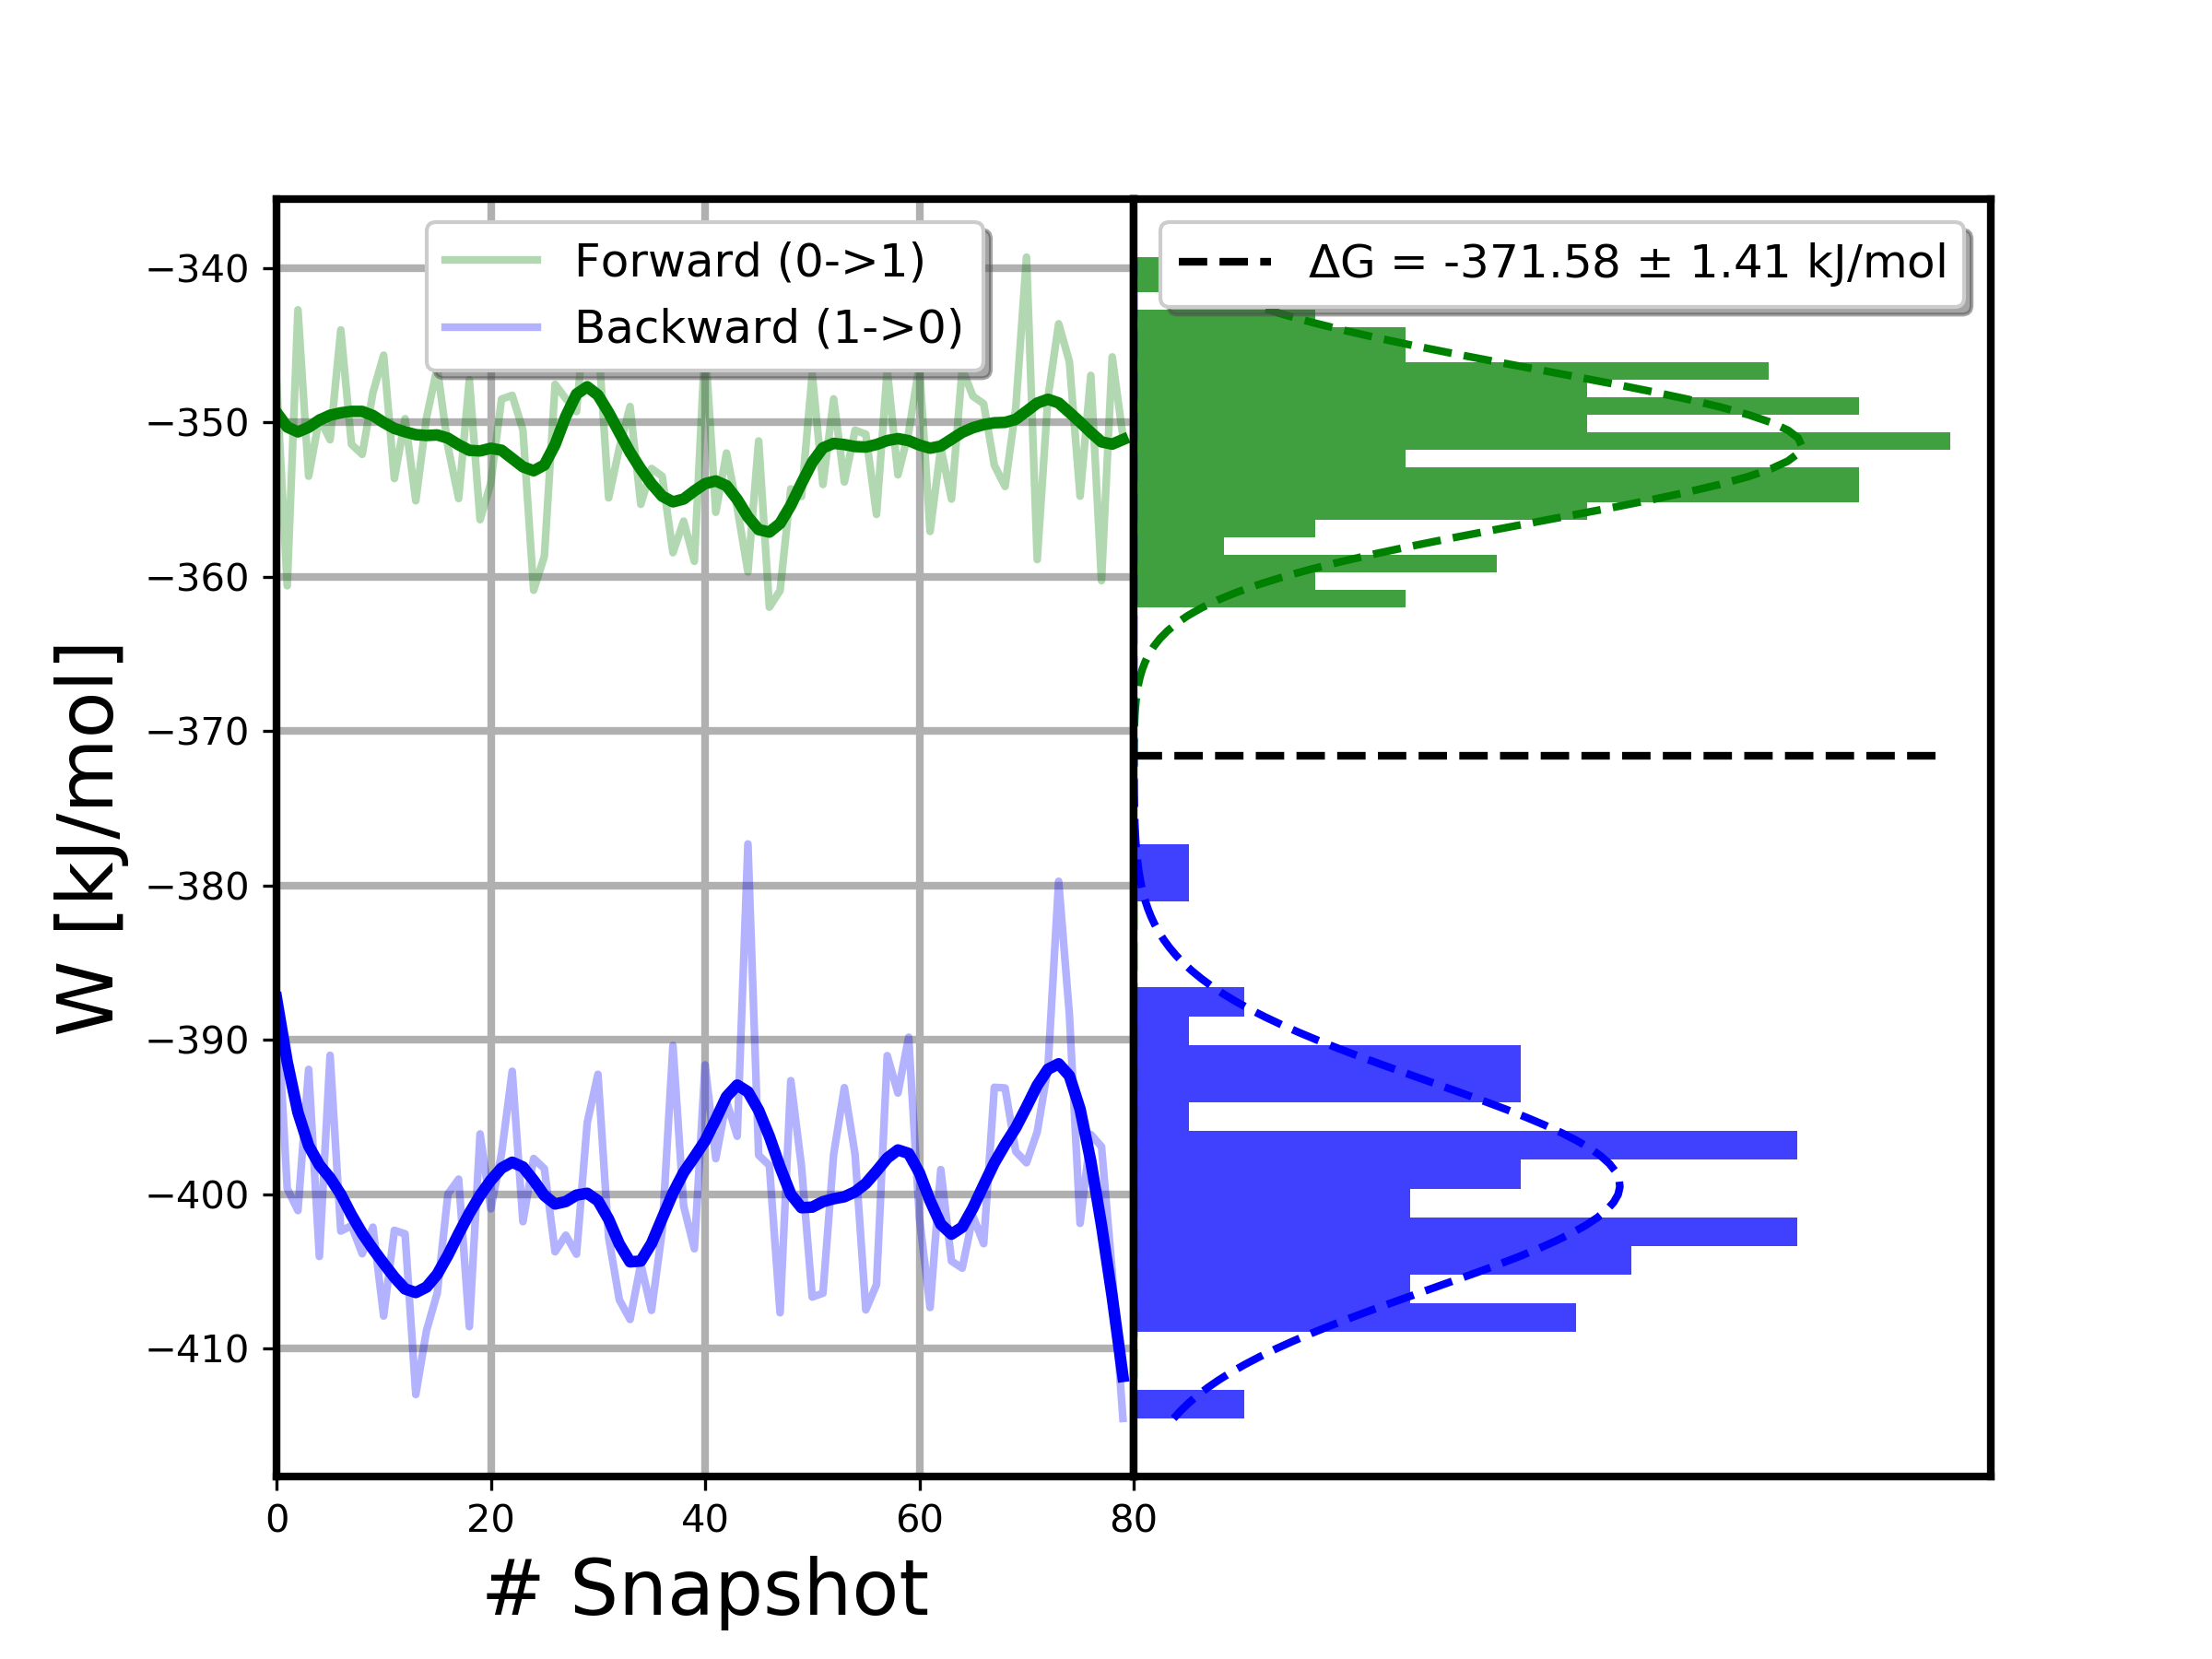 Forward (0->1)
Backward (1->0)
ΔG = -371.58 ± 1.41 kJ/mol
W [kJ/mol]
−340
−350
−360
−370
−380
−390
−400
−410
0 20 40 60 80
# Snapshot